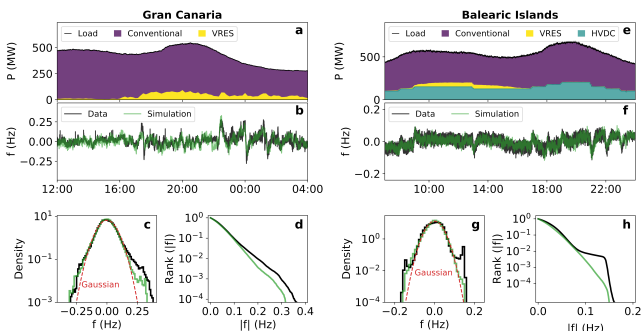 Gran Canaria
a
Load Conventional VRES
P (MW)
500
250
0
b
Data Simulation
f (Hz)
0.25
0.00
−0.25
12:00 16:00 20:00 00:00 04:00
Balearic Islands
e
Load Conventional VRES HVDC
P (MW)
500
0
f
Data Simulation
f (Hz)
0.2
0.0
−0.2
10:00 14:00 18:00 22:00
c
Density
10^1
10^−1
10^−3
Gaussian
−0.25 0.00 0.25
f (Hz)
d
Rank (|f|)
10^0
10^−1
10^−2
10^−3
10^−4
0.0 0.1 0.2 0.3 0.4
|f| (Hz)
g
Density
10^0
10^−2
10^−4
Gaussian
−0.2 0.0 0.2
f (Hz)
h
Rank (|f|)
10^0
10^−2
10^−4
0.0 0.1 0.2
|f| (Hz)